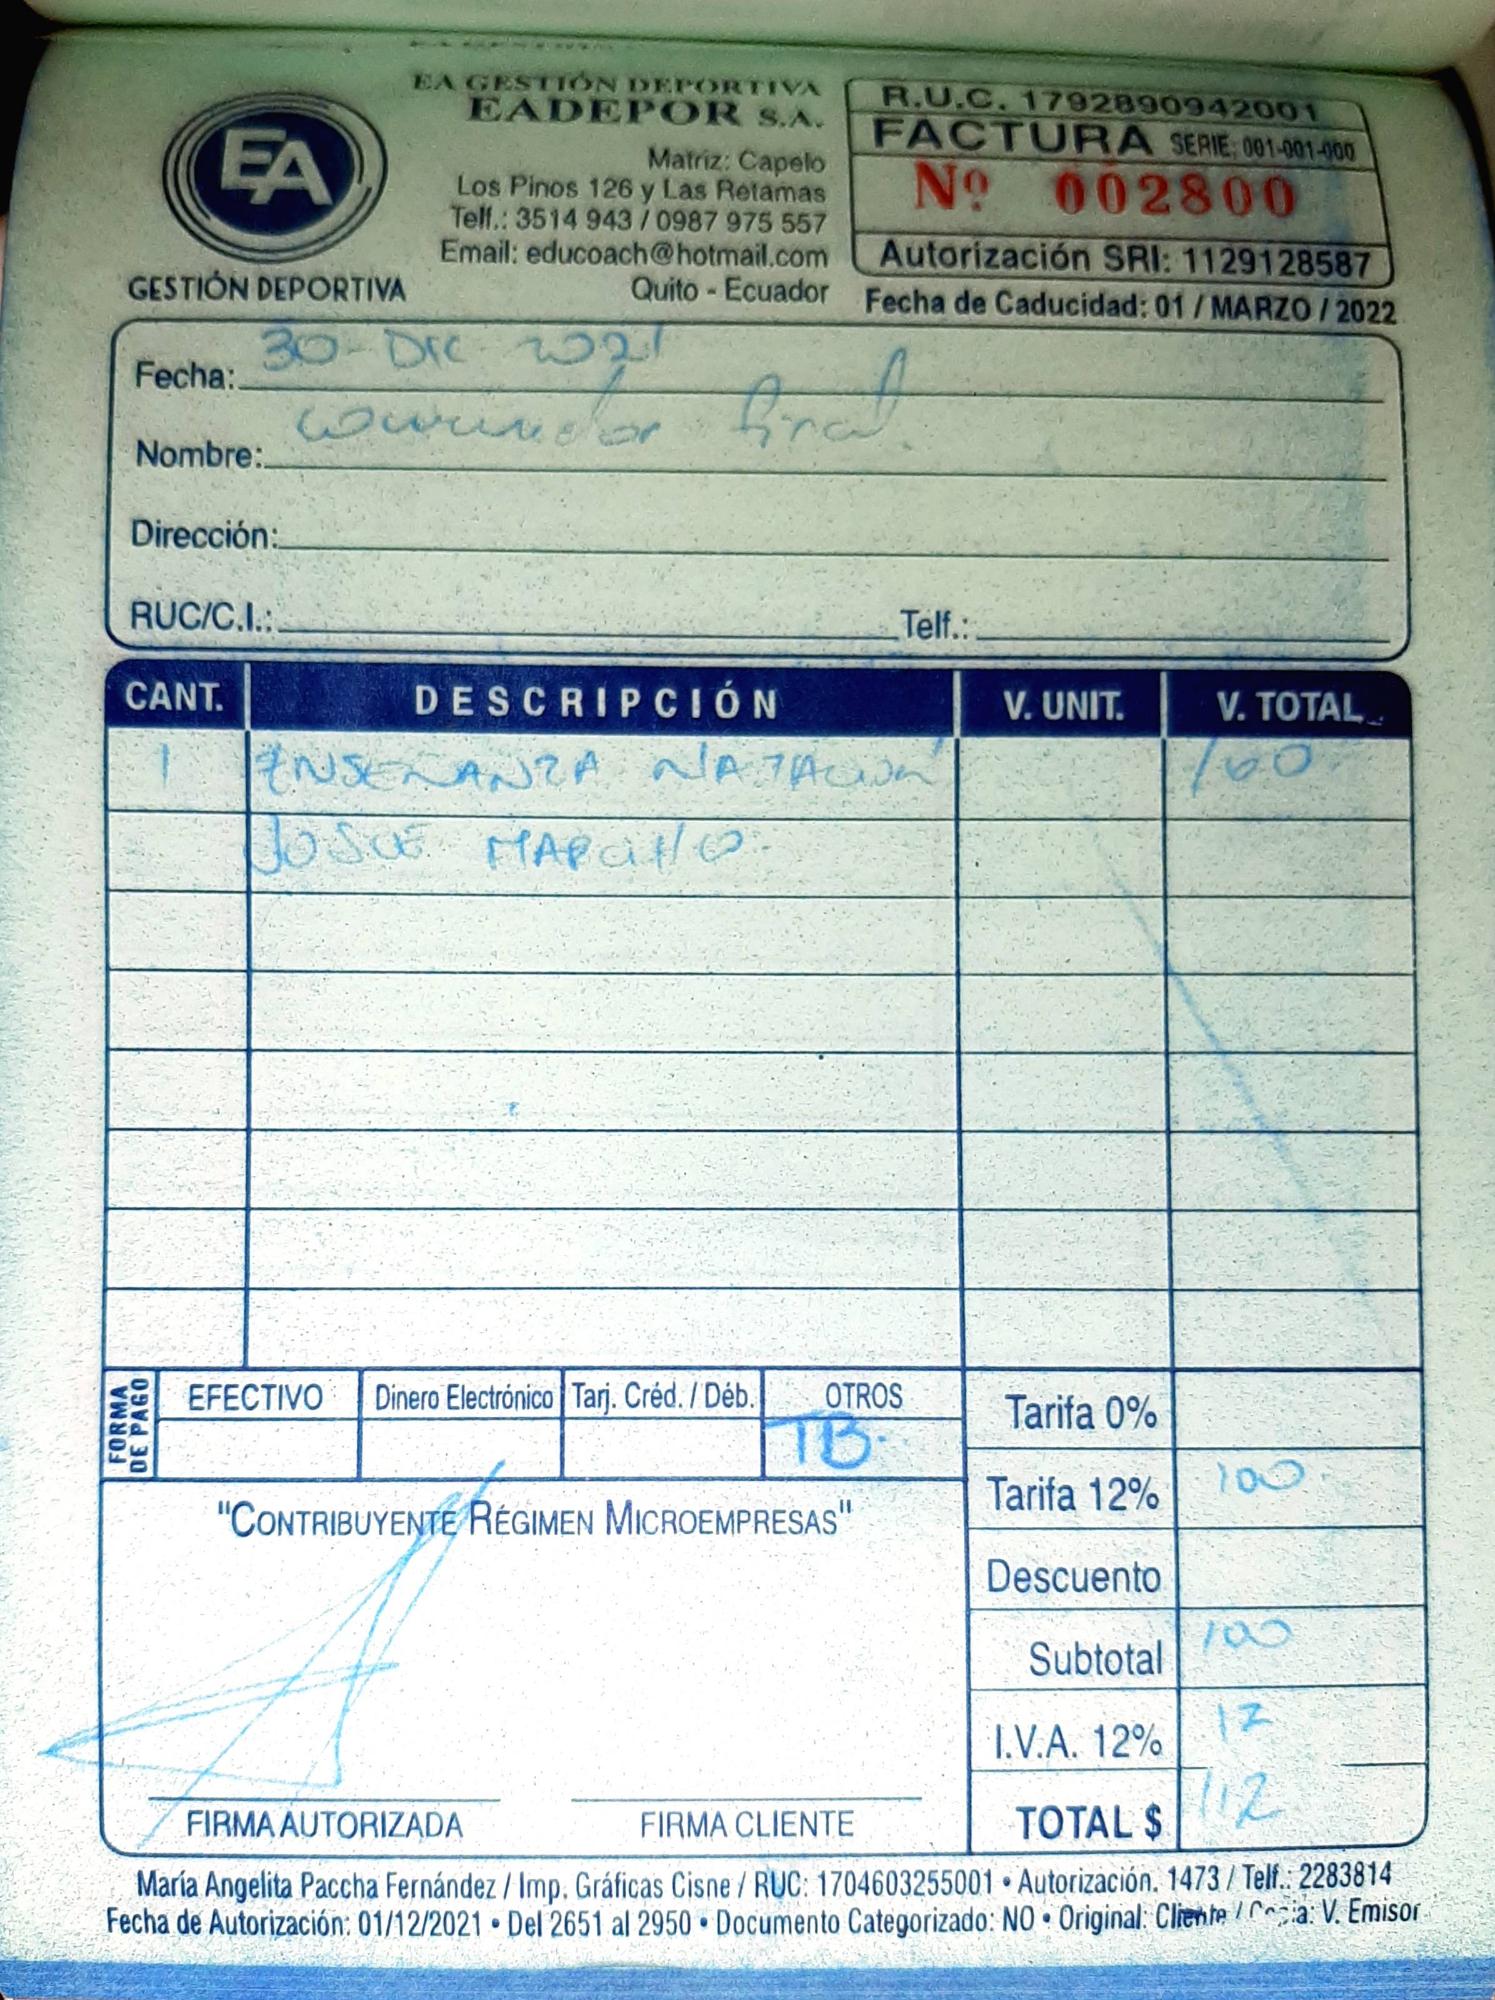 EA GESTIÓN DEPORTIVA
EADEPOR S.A.
EA
GESTIÓN DEPORTIVA
Matriz: Capelo
Los Pinos 126 y Las Retamas
Telf.: 3514 943 / 0987 975 557
Email: educoach@hotmail.com
Quito - Ecuador
R.U.C. 1792890942001
FACTURA SERIE: 001-001-000
Nº 002800
Autorización SRI: 1129128587
Fecha de Caducidad: 01 / MARZO / 2022
Fecha: 30 - DIC - 2021
Nombre: consumidor final.
Dirección:
RUC/C.I.: Telf.:
CANT. DESCRIPCIÓN V. UNIT. V. TOTAL
1 ENSEÑANZA NATACIÓN 100
JOSUE
FORMA DE PAGO
EFECTIVO Dinero Electrónico Tarj. Créd. / Déb. OTROS
TB.
Tarifa 0%
Tarifa 12% 100
Descuento
Subtotal 100
I.V.A. 12% 12
TOTAL $ 112
"CONTRIBUYENTE RÉGIMEN MICROEMPRESAS"
FIRMA AUTORIZADA FIRMA CLIENTE
María Angelita Paccha Fernández / Imp. Gráficas Cisne / RUC: 1704603255001 • Autorización. 1473 / Telf.: 2283814
Fecha de Autorización: 01/12/2021 • Del 2651 al 2950 • Documento Categorizado: NO • Original: Cliente / Copia: V. Emisor